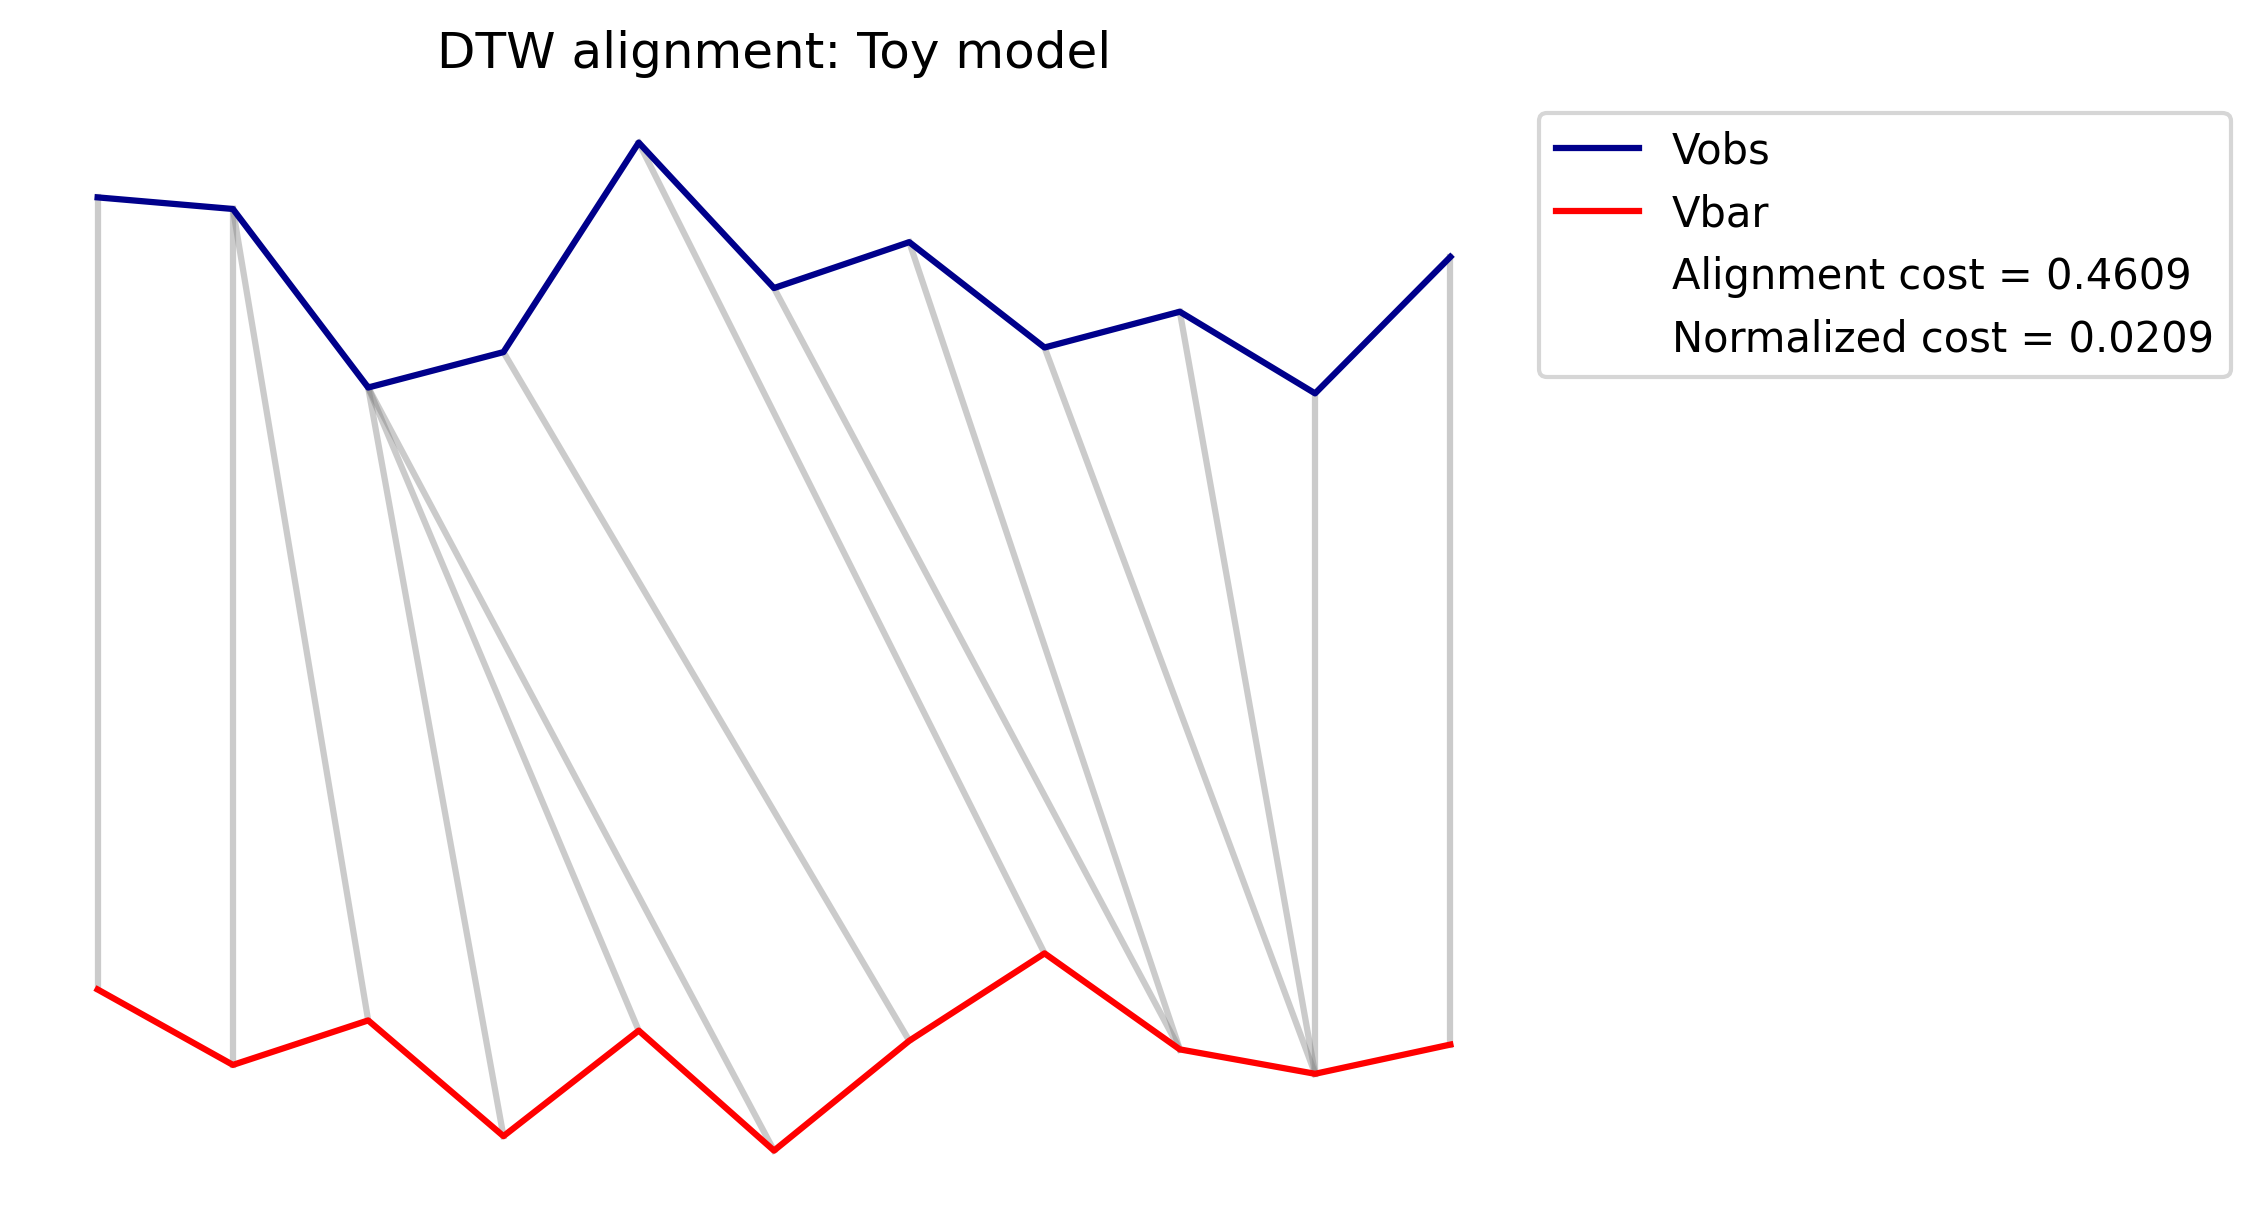 DTW alignment: Toy model
Vobs
Vbar
Alignment cost = 0.4609
Normalized cost = 0.0209